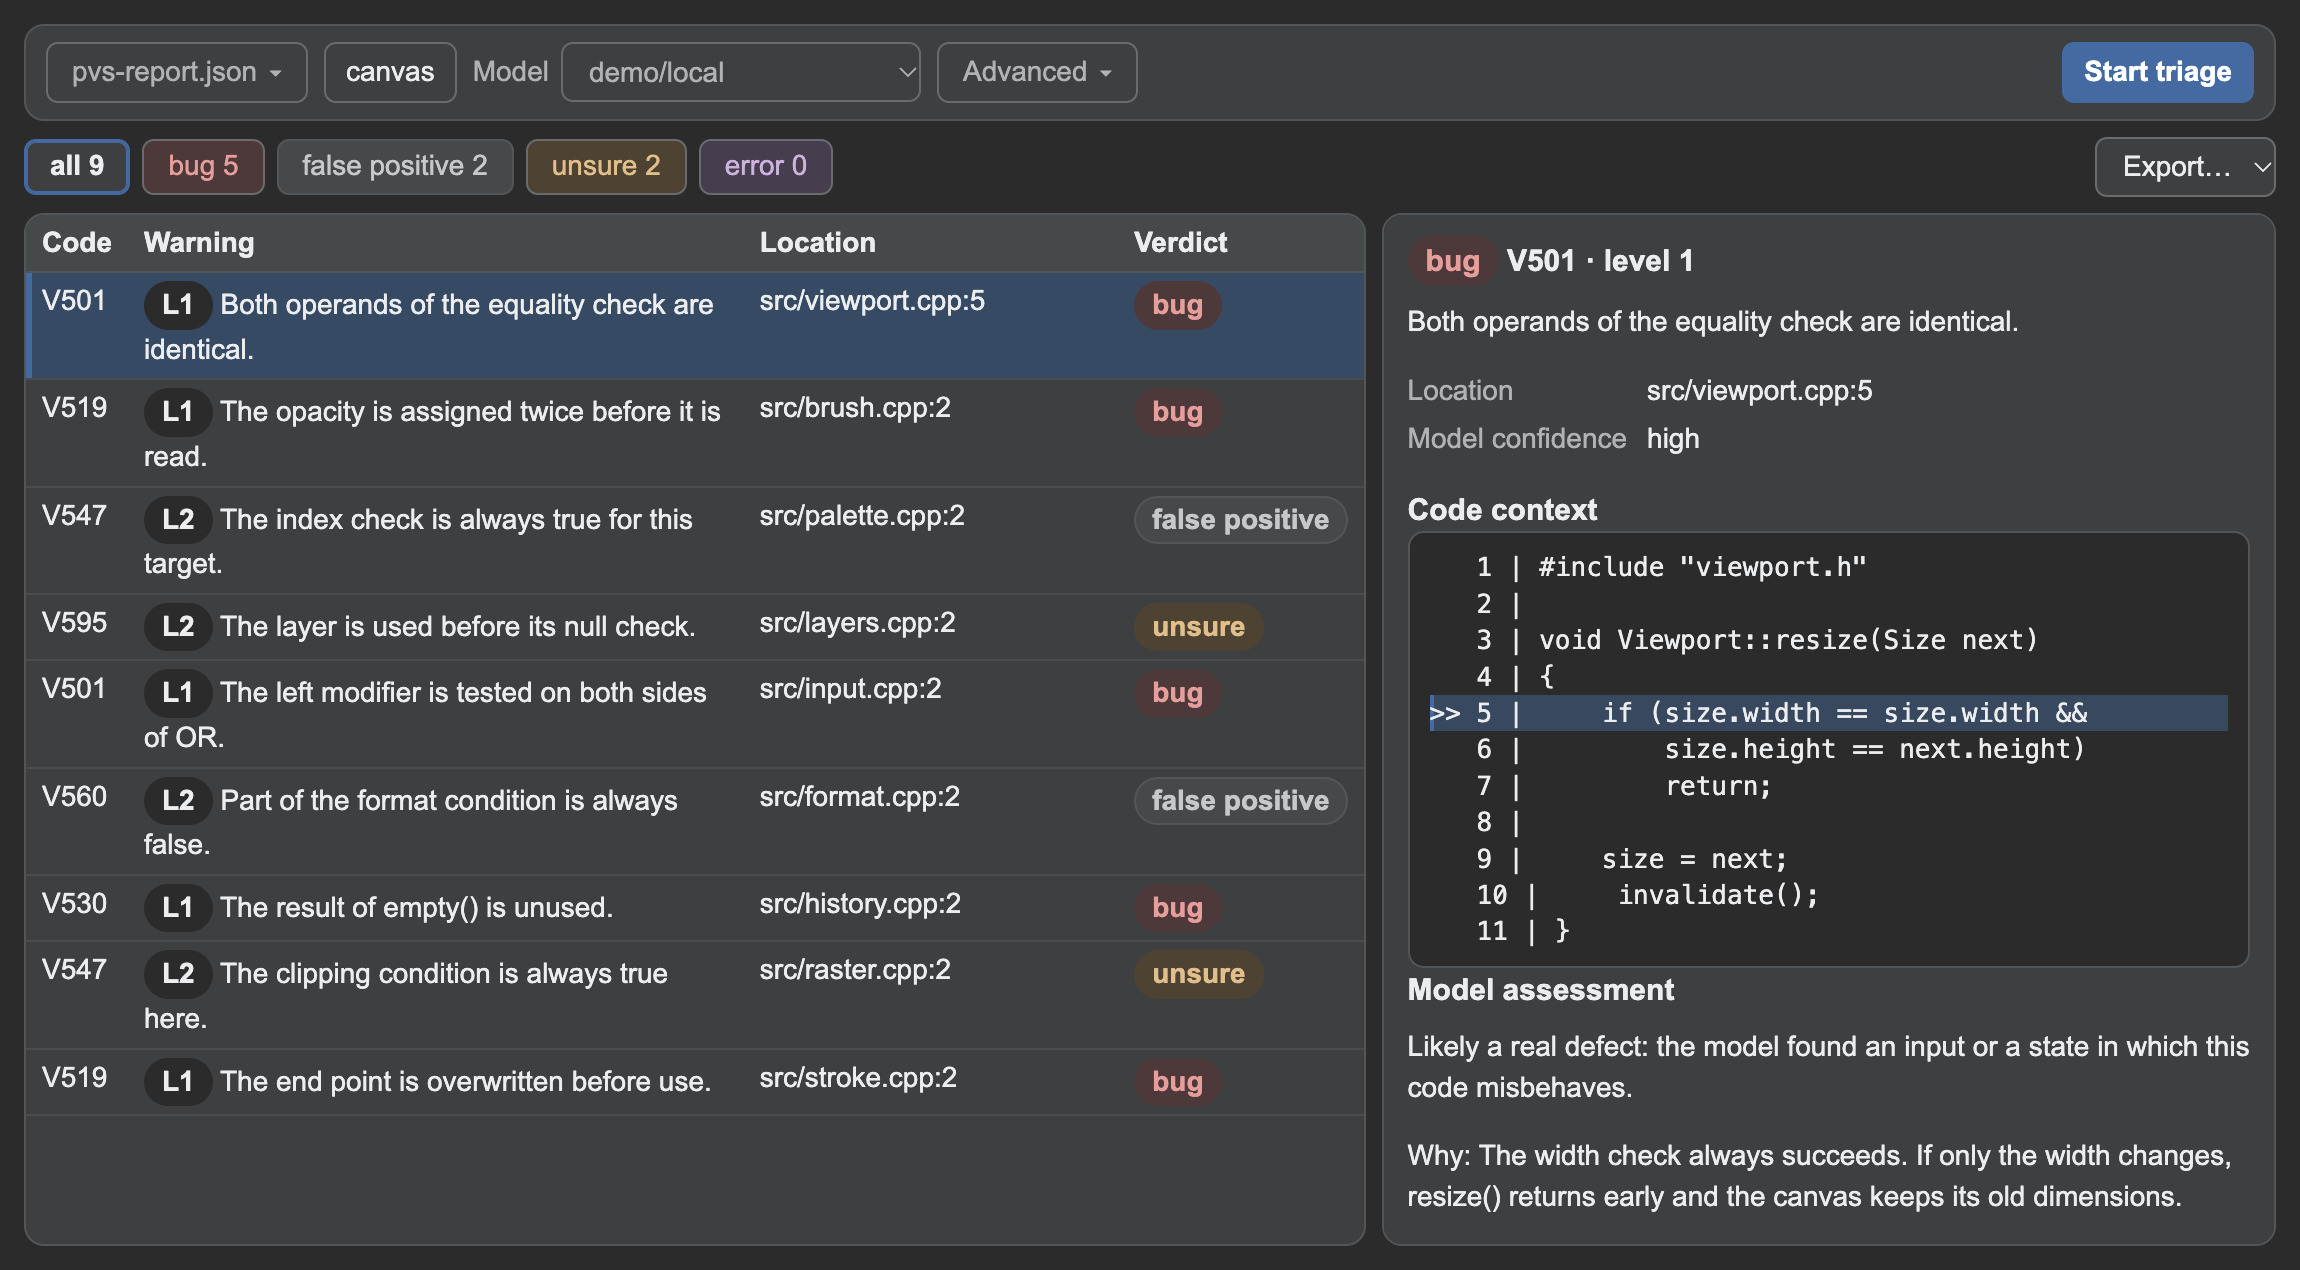 pvs-report.json canvas Model demo/local Advanced Start triage
all 9 bug 5 false positive 2 unsure 2 error 0 Export...
Code Warning Location Verdict
V501 L1 Both operands of the equality check are src/viewport.cpp:5 bug
identical.
V519 L1 The opacity is assigned twice before it is src/brush.cpp:2 bug
read.
V547 L2 The index check is always true for this src/palette.cpp:2 false positive
target.
V595 L2 The layer is used before its null check. src/layers.cpp:2 unsure
V501 L1 The left modifier is tested on both sides src/input.cpp:2 bug
of OR.
V560 L2 Part of the format condition is always src/format.cpp:2 false positive
false.
V530 L1 The result of empty() is unused. src/history.cpp:2 bug
V547 L2 The clipping condition is always true src/raster.cpp:2 unsure
here.
V519 L1 The end point is overwritten before use. src/stroke.cpp:2 bug
bug V501 · level 1
Both operands of the equality check are identical.
Location src/viewport.cpp:5
Model confidence high
Code context
1 | #include "viewport.h"
2 |
3 | void Viewport::resize(Size next)
4 | {
>> 5 |     if (size.width == size.width &&
6 |         size.height == next.height)
7 |         return;
8 |
9 |     size = next;
10 |     invalidate();
11 | }
Model assessment
Likely a real defect: the model found an input or a state in which this
code misbehaves.
Why: The width check always succeeds. If only the width changes,
resize() returns early and the canvas keeps its old dimensions.